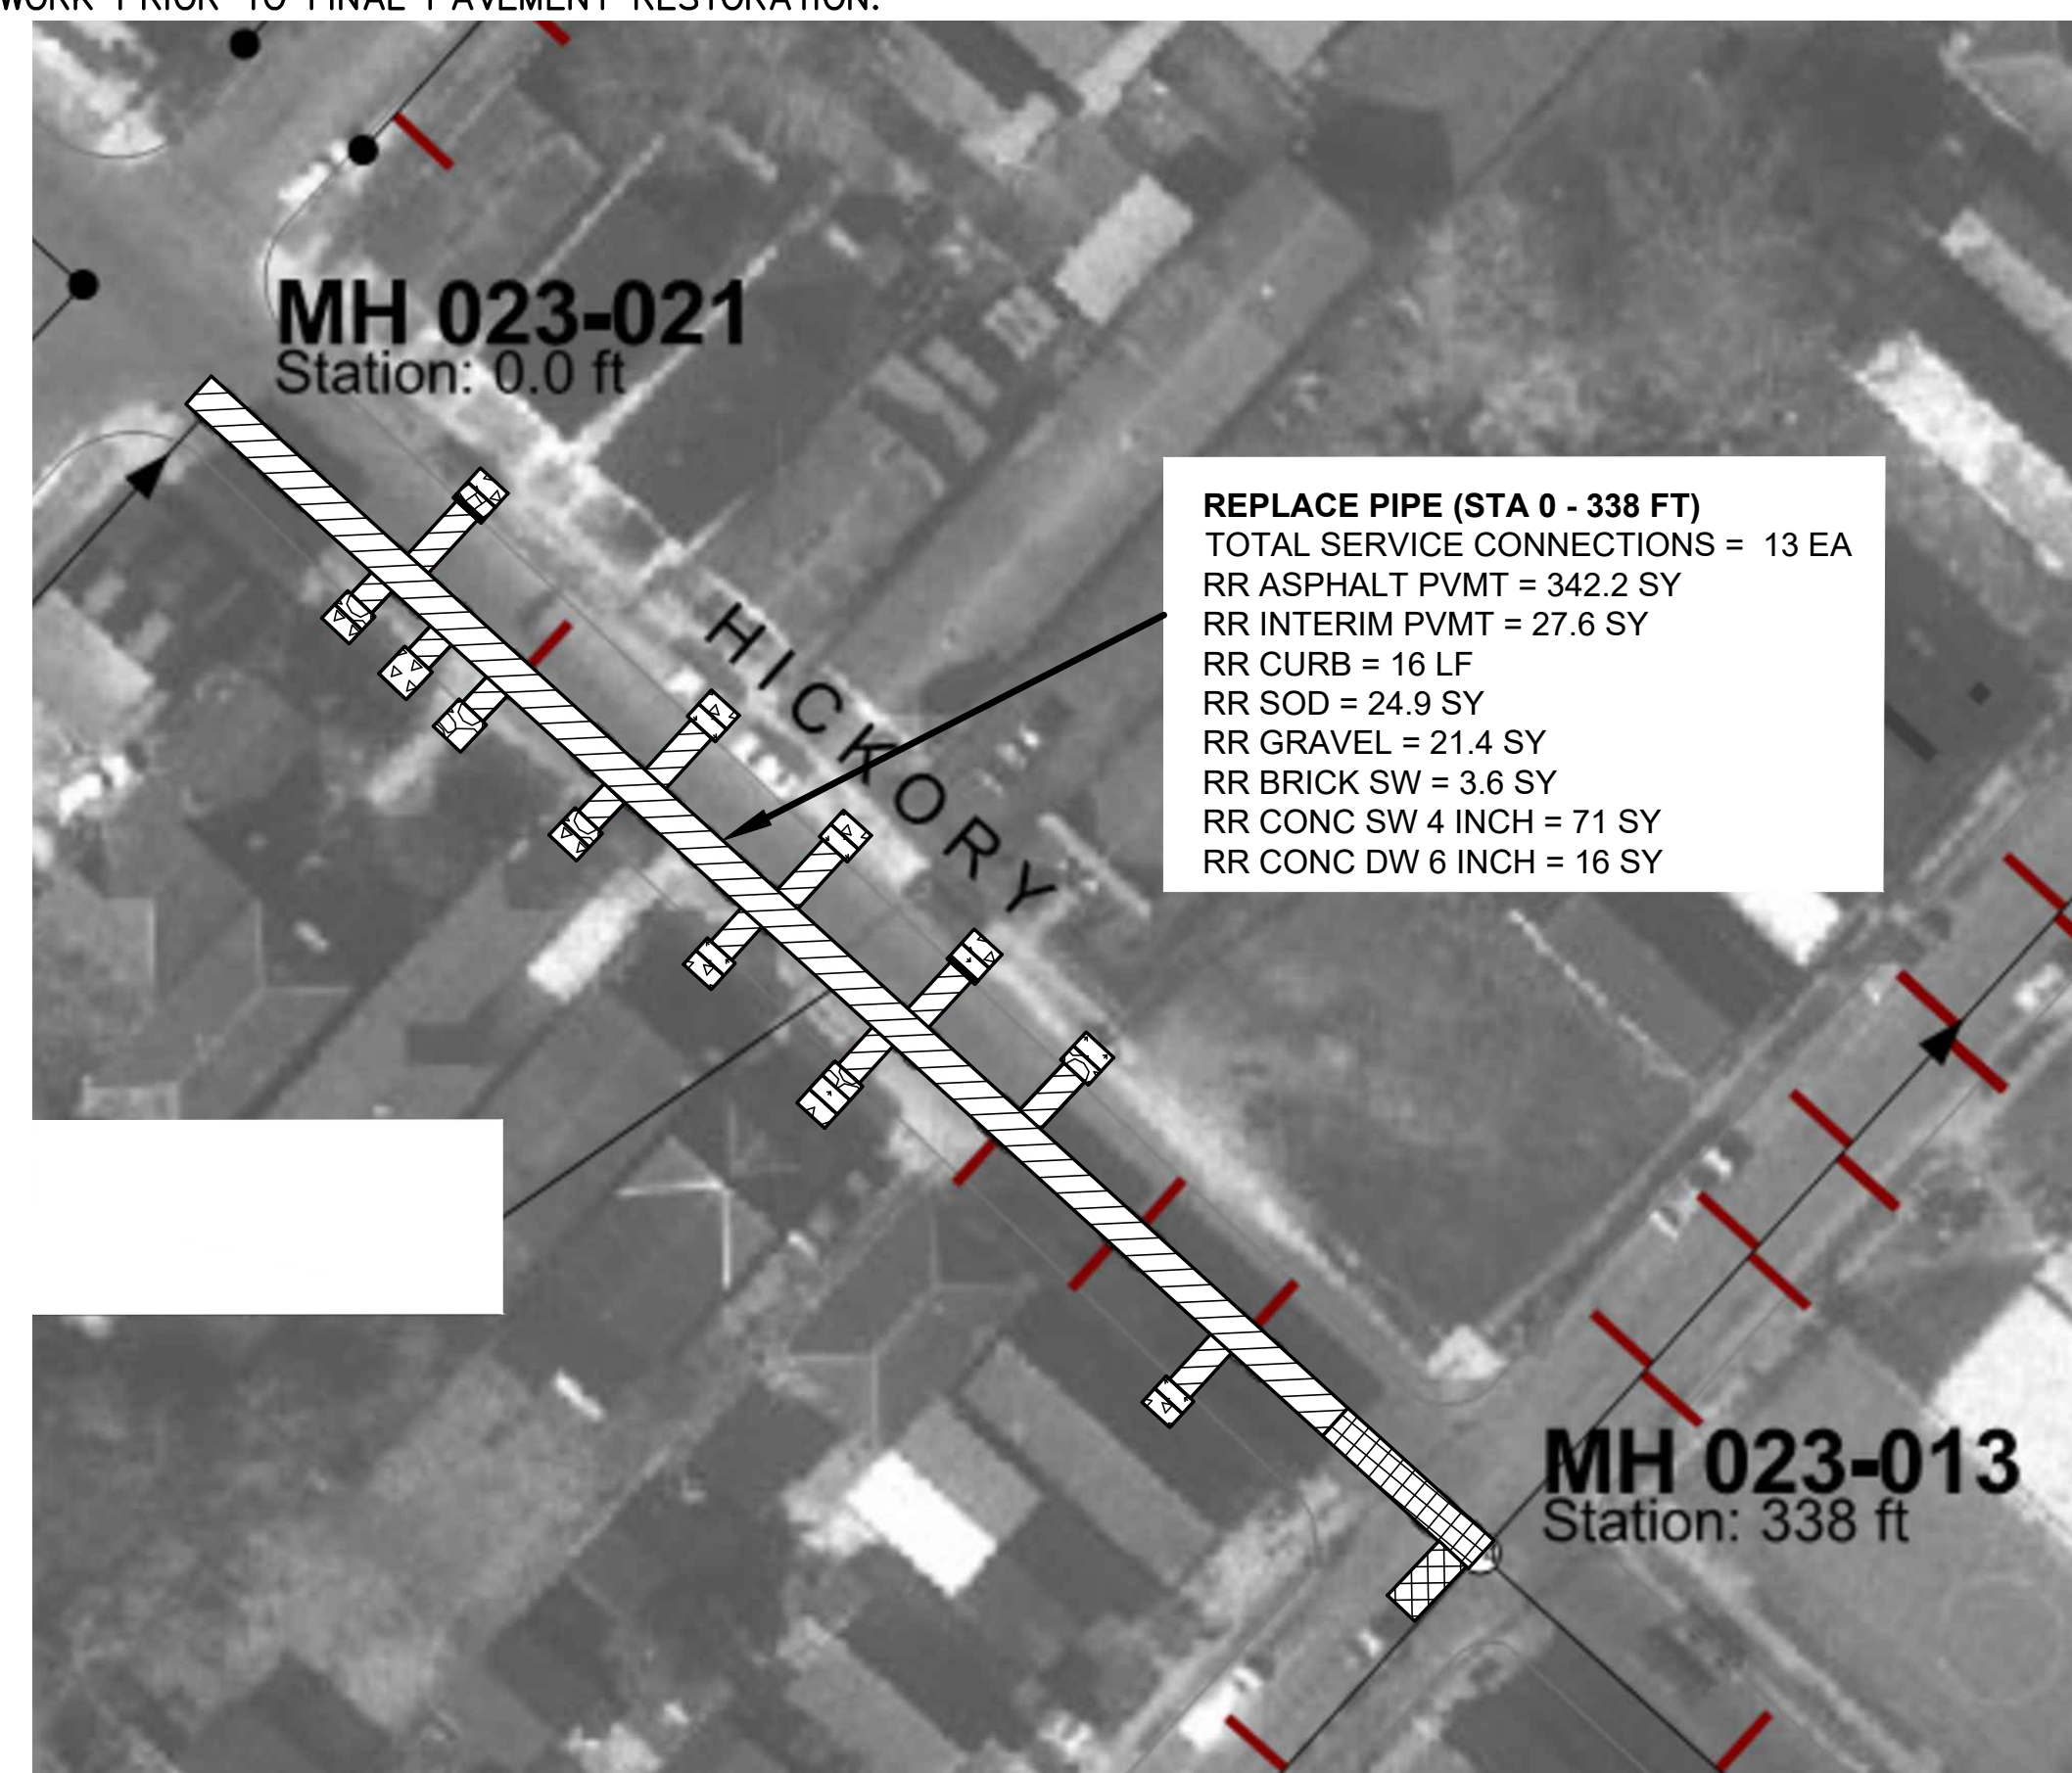 WORK PRIOR TO FINAL PAVEMENT RESTORATION.
MH 023-021
Station: 0.0 ft
HICKORY
REPLACE PIPE (STA 0 - 338 FT)
TOTAL SERVICE CONNECTIONS = 13 EA
RR ASPHALT PVMT = 342.2 SY
RR INTERIM PVMT = 27.6 SY
RR CURB = 16 LF
RR SOD = 24.9 SY
RR GRAVEL = 21.4 SY
RR BRICK SW = 3.6 SY
RR CONC SW 4 INCH = 71 SY
RR CONC DW 6 INCH = 16 SY
MH 023-013
Station: 338 ft